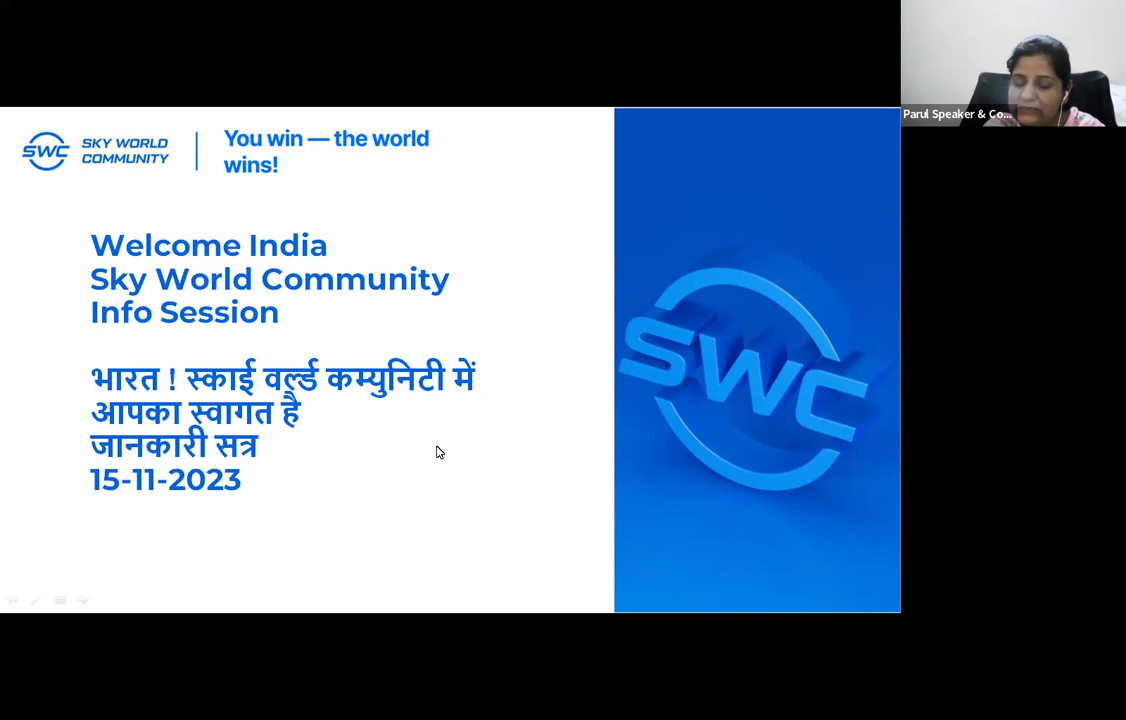 SWC
SKY WORLD
COMMUNITY
You win — the world
wins!
Welcome India
Sky World Community
Info Session
भारत ! स्काई वर्ल्ड कम्युनिटी में
आपका स्वागत है
जानकारी सत्र
15-11-2023
SWC
Parul Speaker & Co...